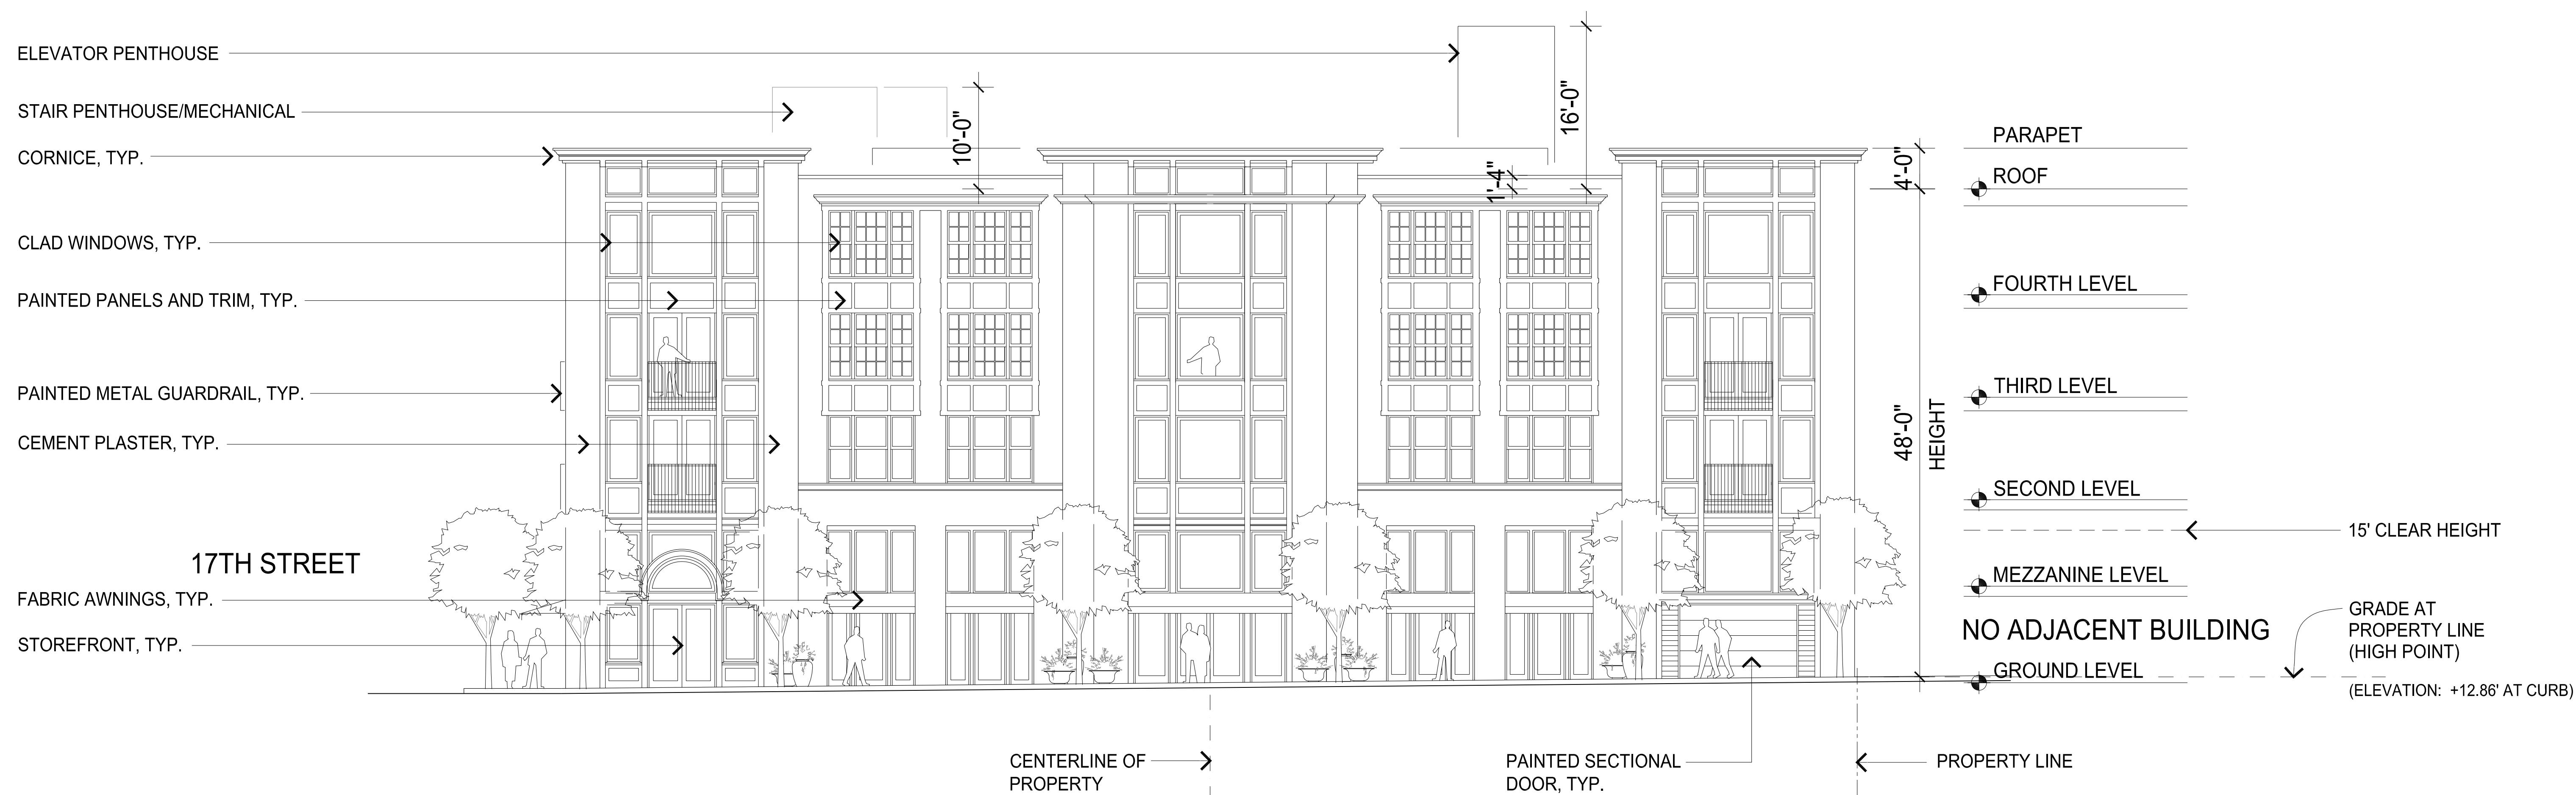 ELEVATOR PENTHOUSE
STAIR PENTHOUSE/MECHANICAL
CORNICE, TYP.
CLAD WINDOWS, TYP.
PAINTED PANELS AND TRIM, TYP.
PAINTED METAL GUARDRAIL, TYP.
CEMENT PLASTER, TYP.
17TH STREET
FABRIC AWNINGS, TYP.
STOREFRONT, TYP.
10'-0"
1'-4"
16'-0"
4'-0"
48'-0"
HEIGHT
PARAPET
ROOF
FOURTH LEVEL
THIRD LEVEL
SECOND LEVEL
15' CLEAR HEIGHT
MEZZANINE LEVEL
NO ADJACENT BUILDING
GROUND LEVEL
GRADE AT
PROPERTY LINE
(HIGH POINT)
(ELEVATION: +12.86' AT CURB)
CENTERLINE OF
PROPERTY
PAINTED SECTIONAL
DOOR, TYP.
PROPERTY LINE